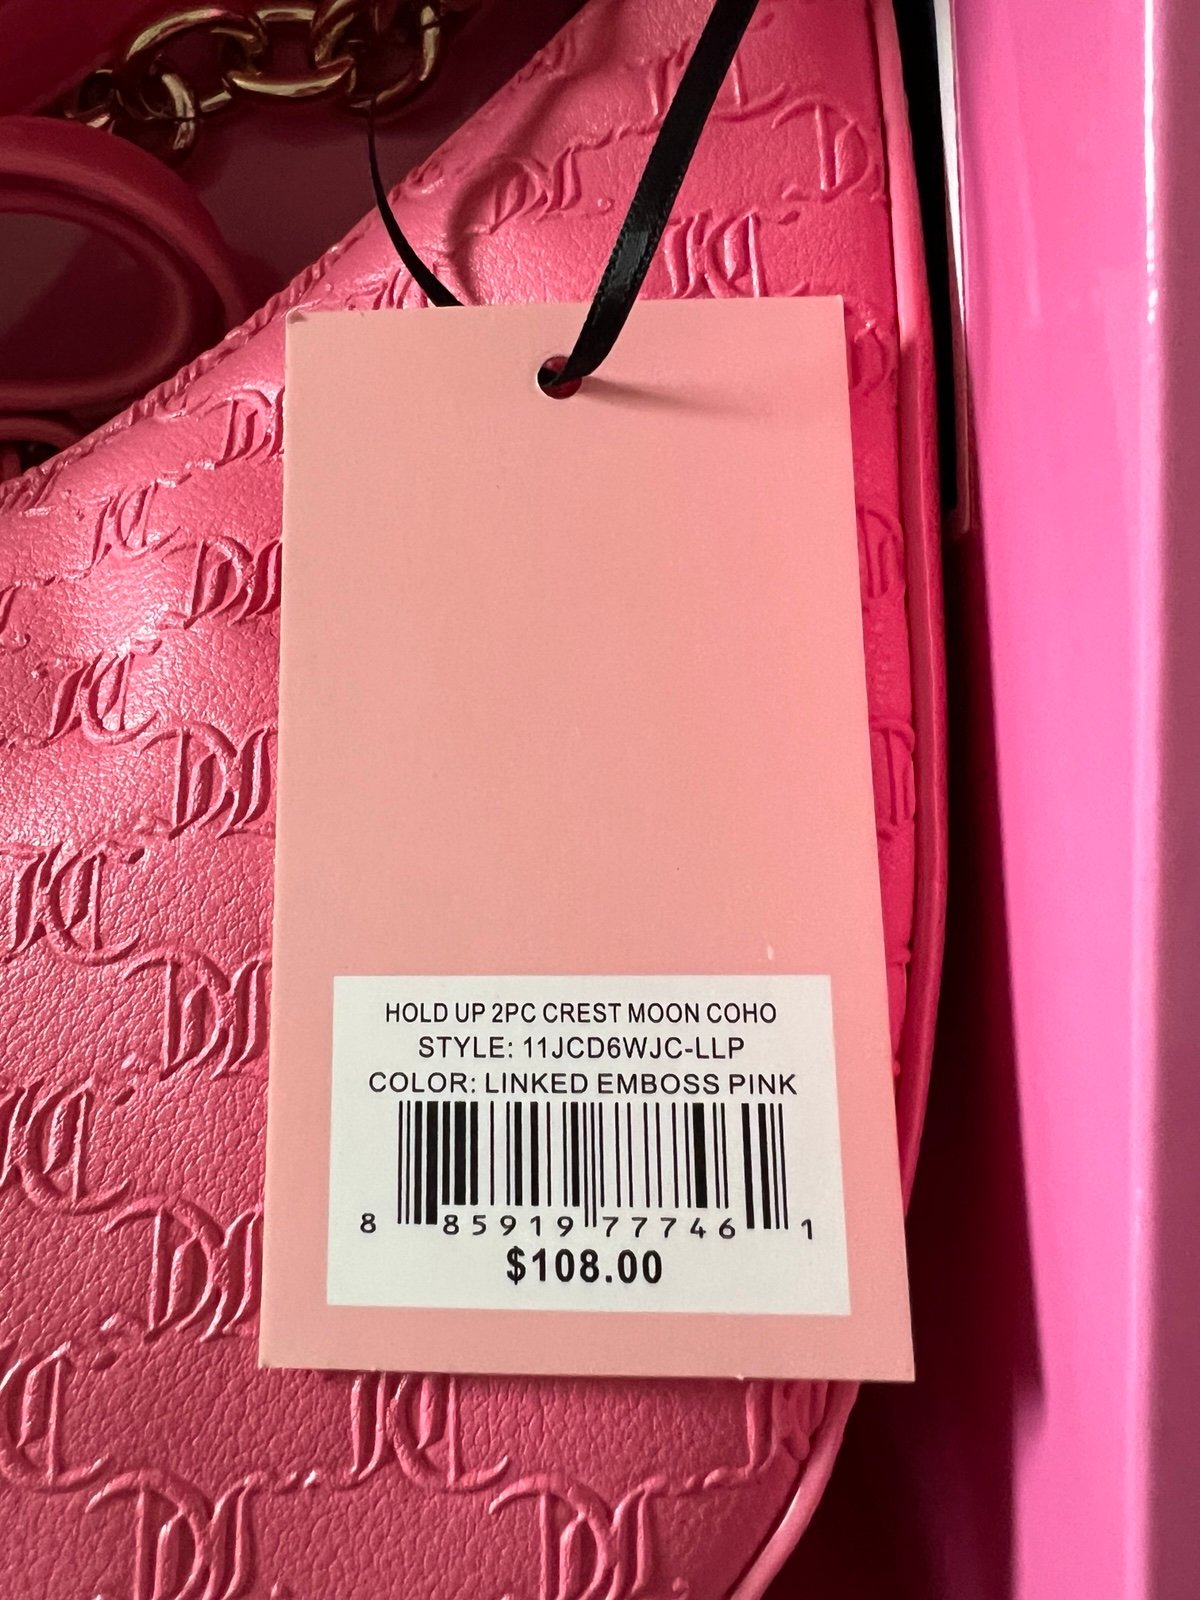 HOLD UP 2PC CREST MOON COHO
STYLE: 11JCD6WJC-LLP
COLOR: LINKED EMBOSS PINK
8 85919 77746 1
$108.00